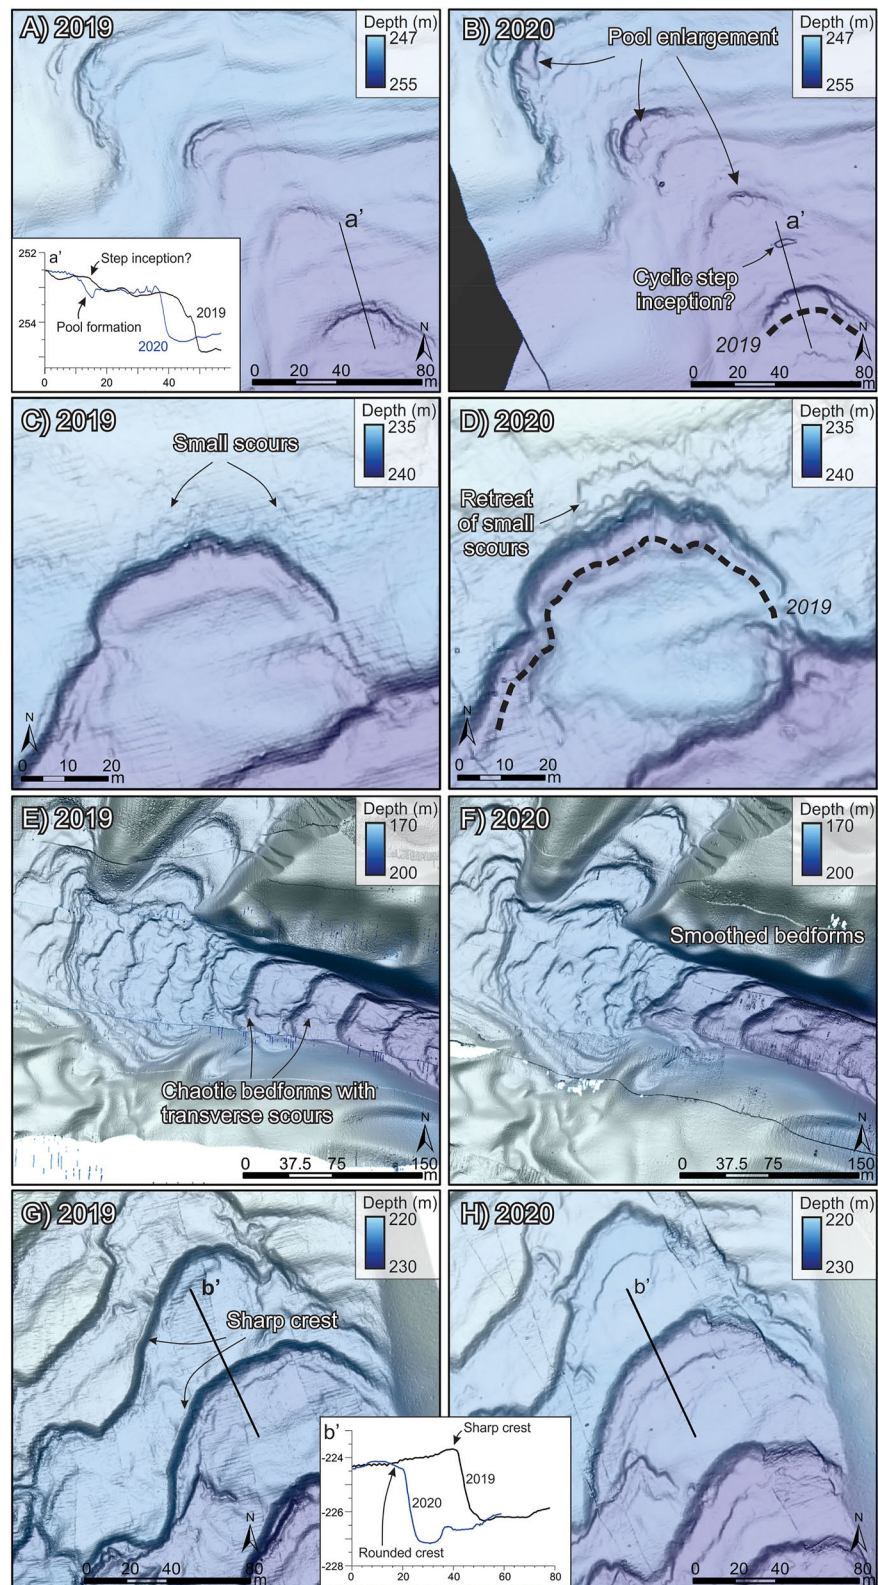 A) 2019
Depth (m)
247
255
a'
252
254
a'
Step inception?
Pool formation
2019
2020
0 20 40
N
0 20 40 80
m
B) 2020
Pool enlargement
Depth (m)
247
255
a'
Cyclic step
inception?
2019
N
0 20 40 80
m
C) 2019
Small scours
Depth (m)
235
240
N
0 10 20
m
D) 2020
Retreat
of small
scours
Depth (m)
235
240
2019
N
0 10 20
m
E) 2019
Depth (m)
170
200
Chaotic bedforms with
transverse scours
N
0 37.5 75 150
m
F) 2020
Depth (m)
170
200
Smoothed bedforms
N
0 37.5 75 150
m
G) 2019
Depth (m)
220
230
b'
Sharp crest
N
0 20 40 80
m
b'
-224
-226
-228
Sharp crest
2019
2020
Rounded crest
0 20 40 60 80
H) 2020
Depth (m)
220
230
b'
N
0 20 40 80
m